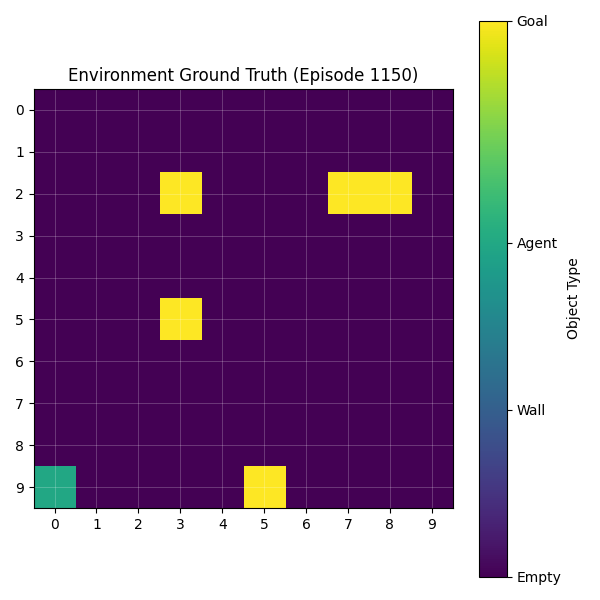 Environment Ground Truth (Episode 1150)
0
1
2
3
4
5
6
7
8
9
0 1 2 3 4 5 6 7 8 9
Goal
Agent
Wall
Empty
Object Type